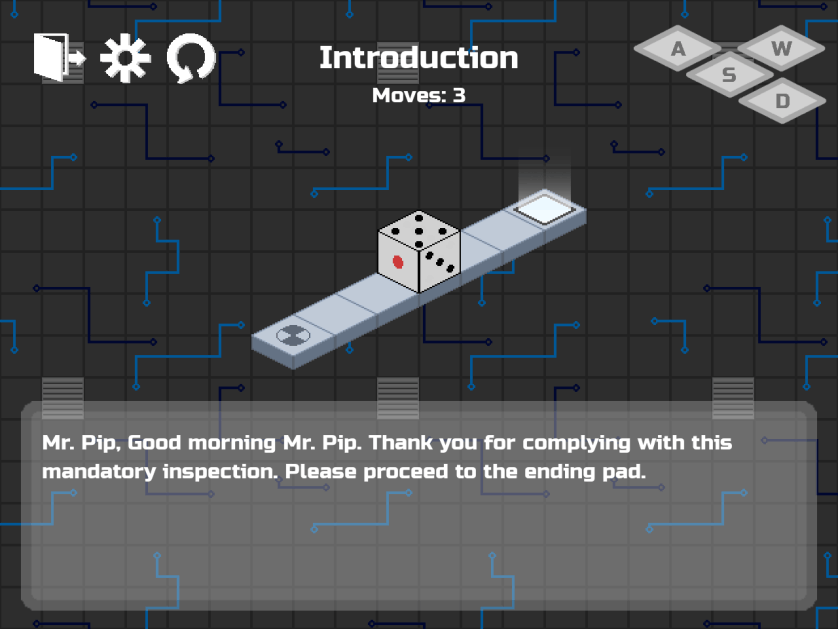 Introduction
Moves: 3
A W
S
D
Mr. Pip, Good morning Mr. Pip. Thank you for complying with this
mandatory inspection. Please proceed to the ending pad.